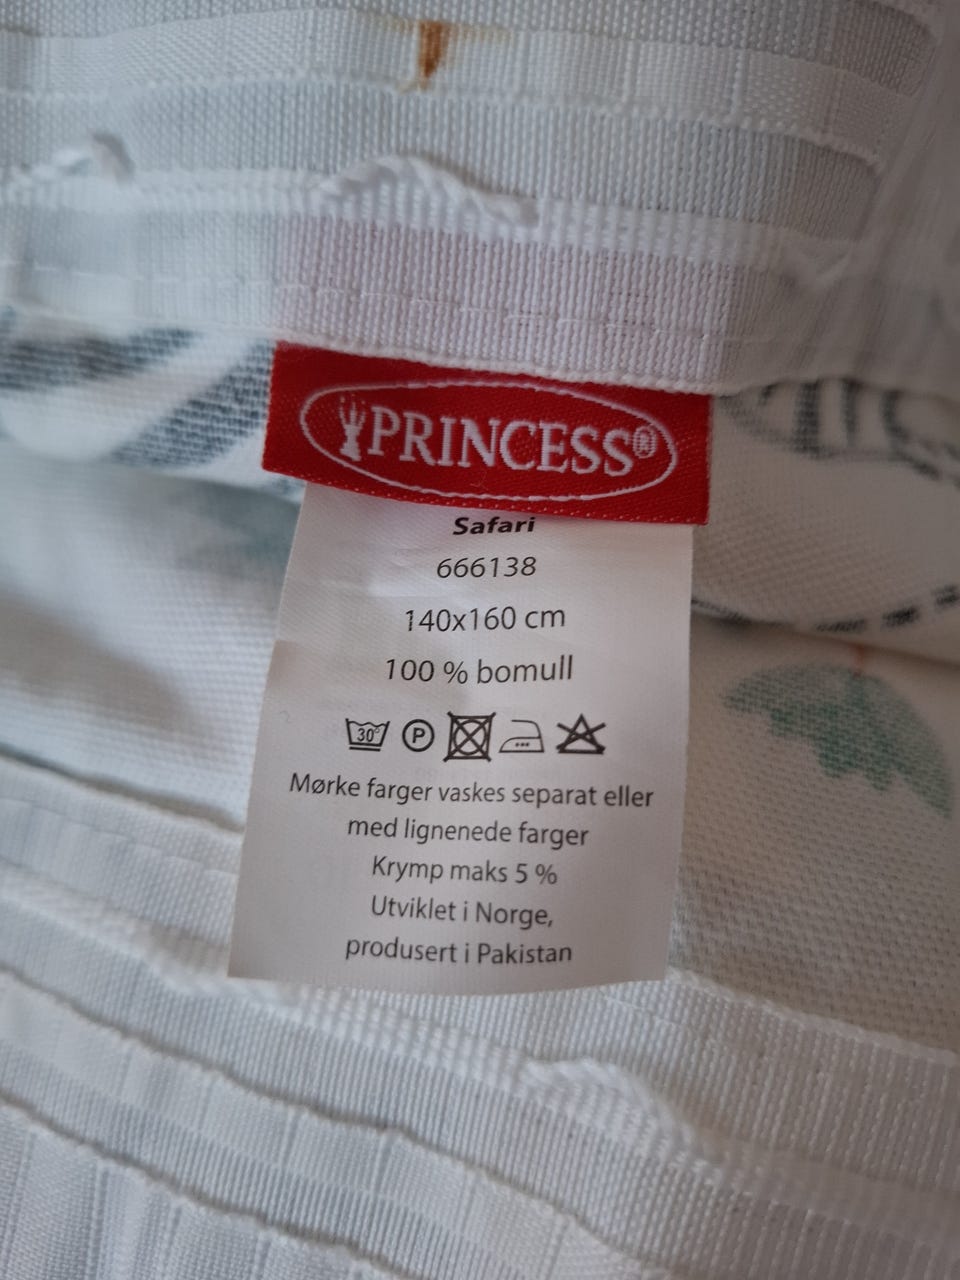 PRINCESS®
Safari
666138
140x160 cm
100 % bomull
30° P
Mørke farger vaskes separat eller
med lignenede farger
Krymp maks 5 %
Utviklet i Norge,
produsert i Pakistan